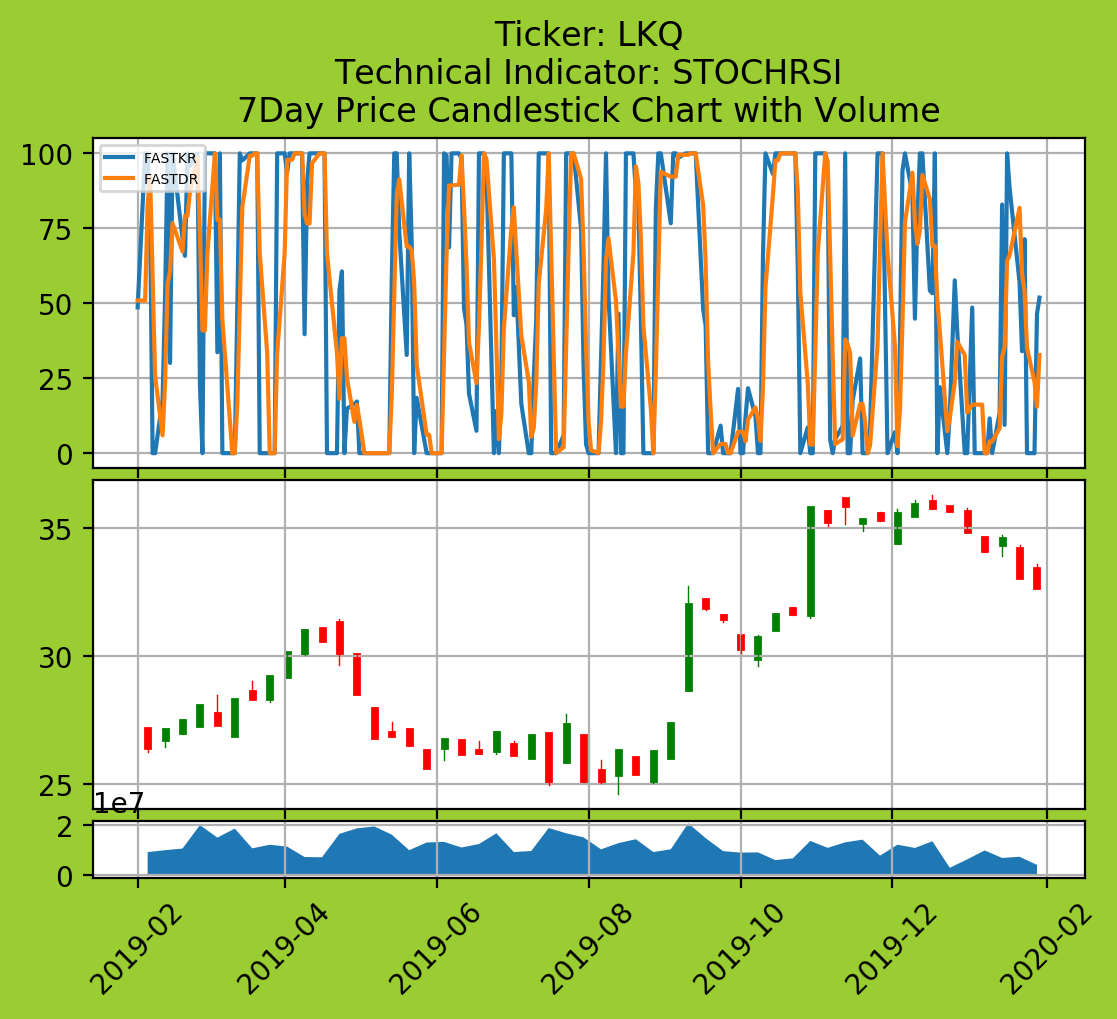 Ticker: LKQ
Technical Indicator: STOCHRSI
7Day Price Candlestick Chart with Volume
100
75
50
25
0
FASTKR
FASTDR
35
30
25
1e7
2
0
2019-02
2019-04
2019-06
2019-08
2019-10
2019-12
2020-02